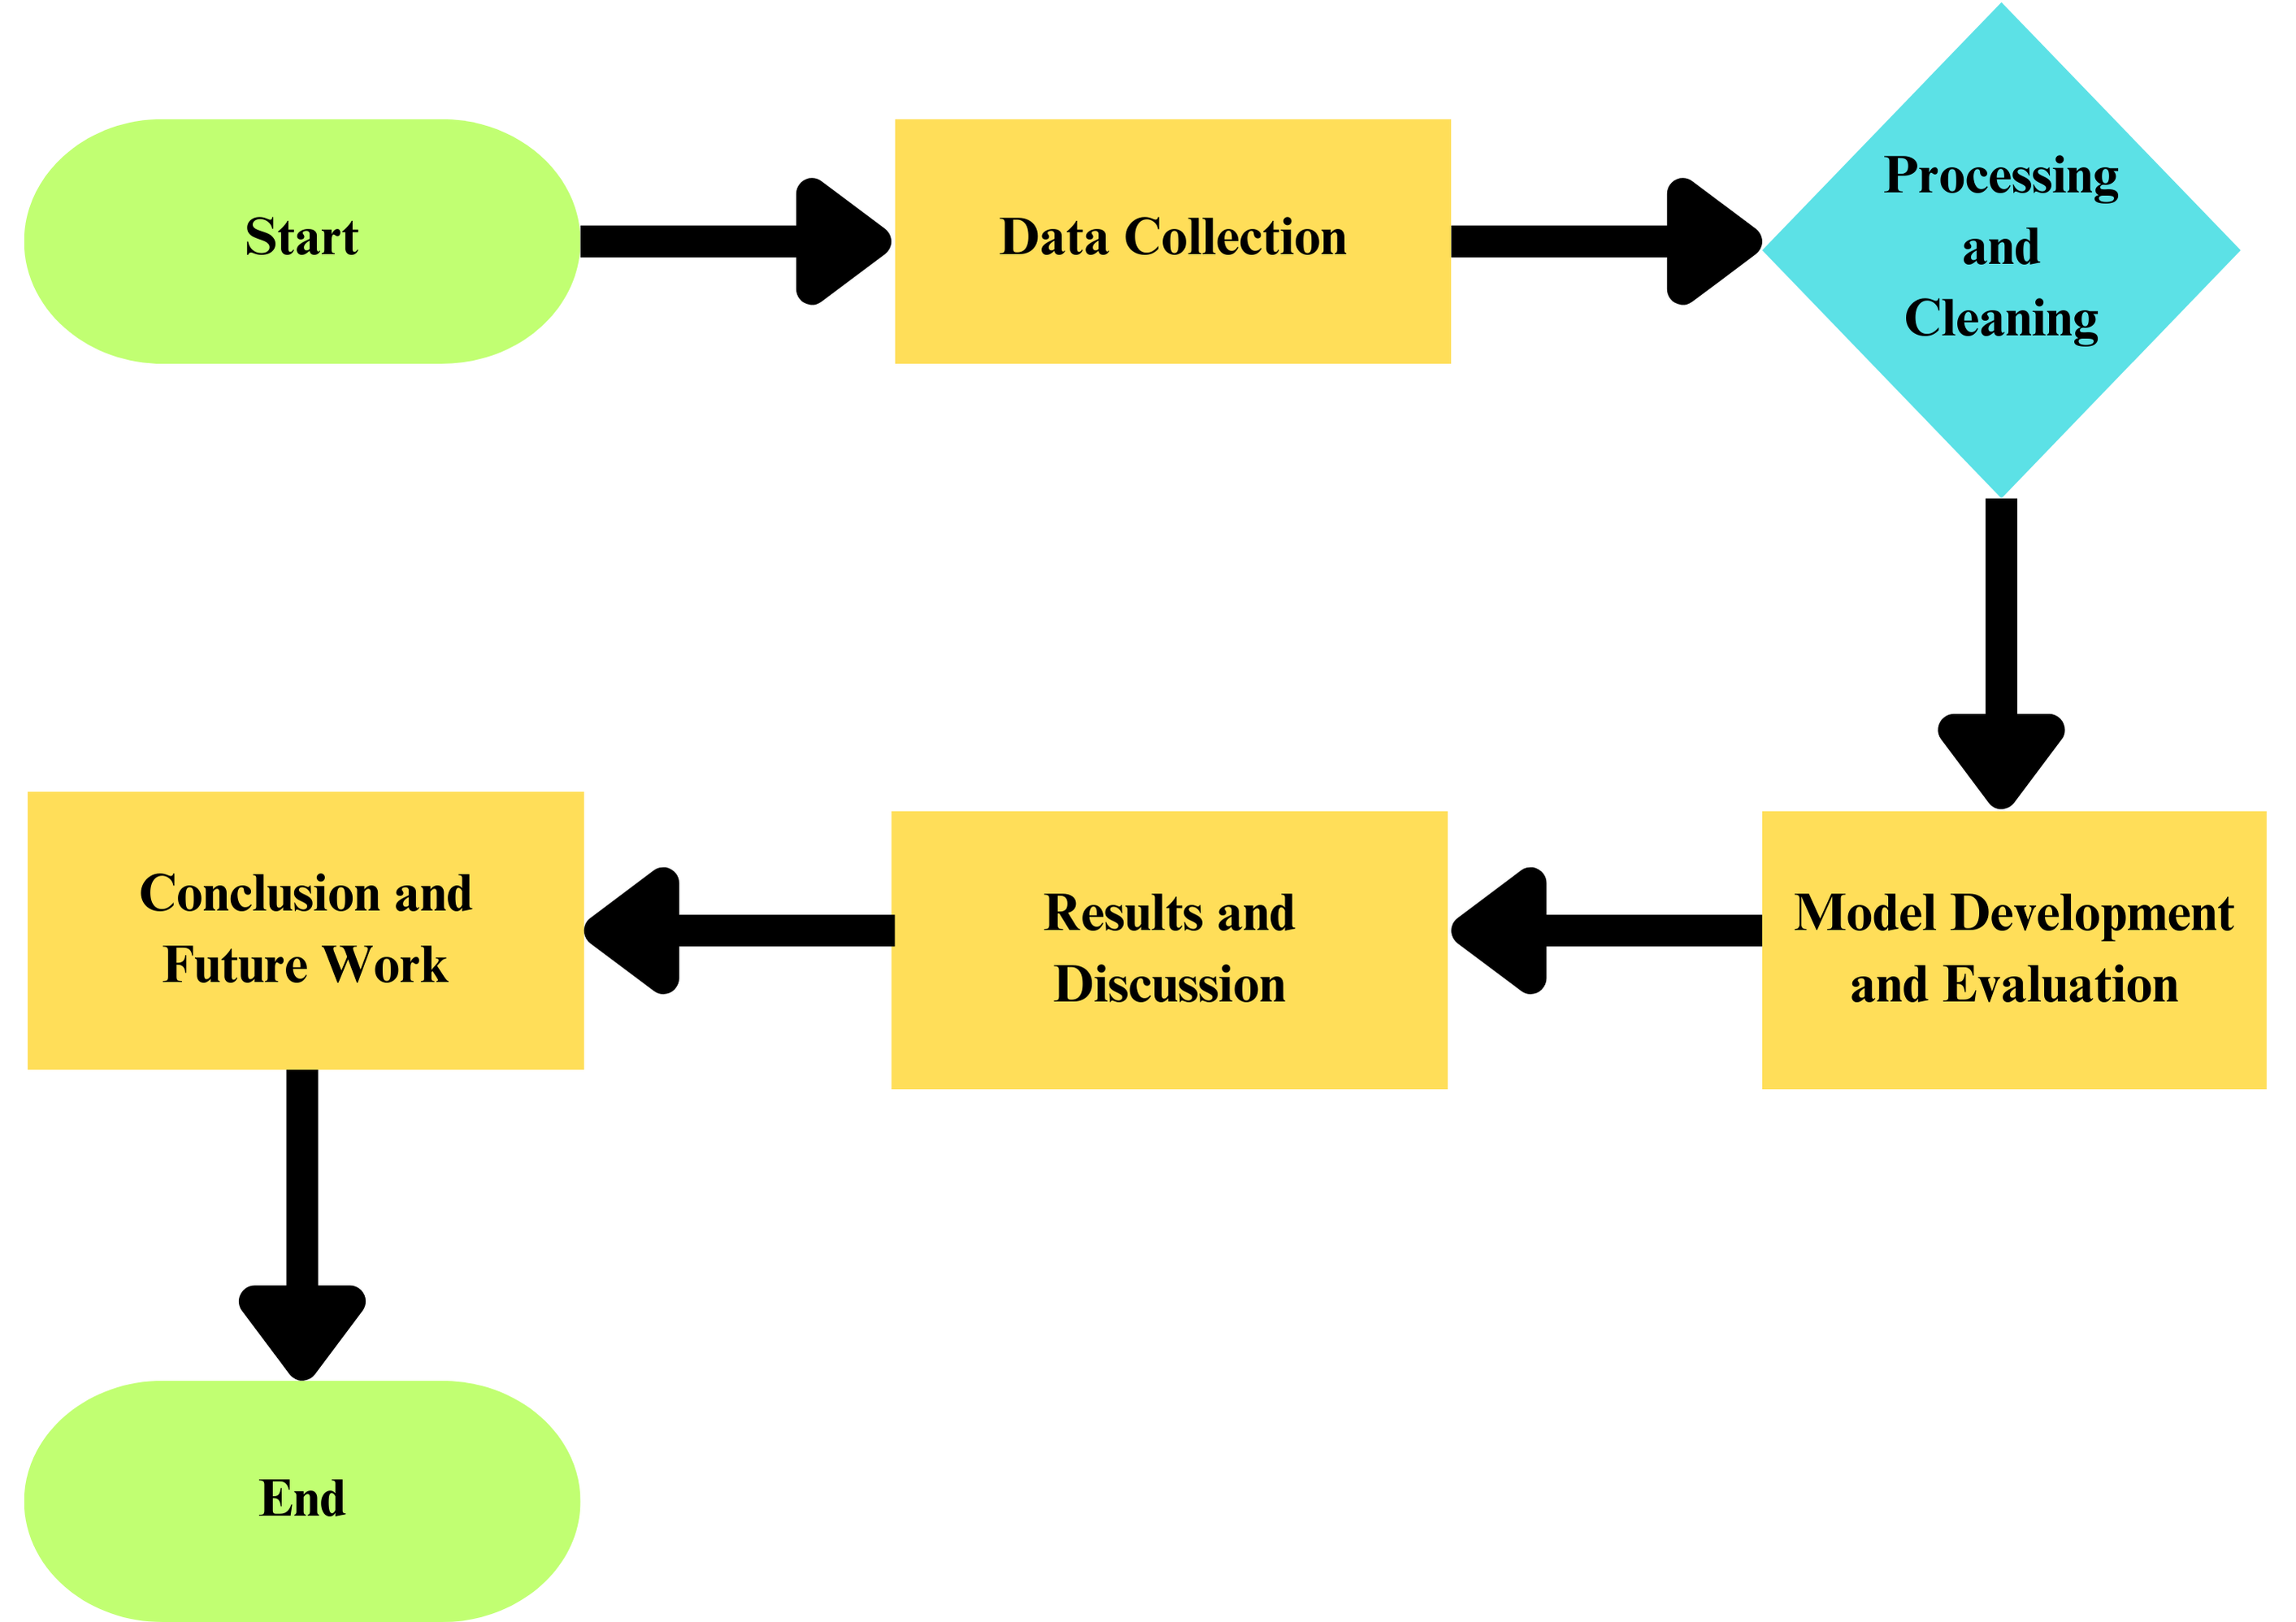 Start
Data Collection
Processing
and
Cleaning
Model Development
and Evaluation
Results and
Discussion
Conclusion and
Future Work
End